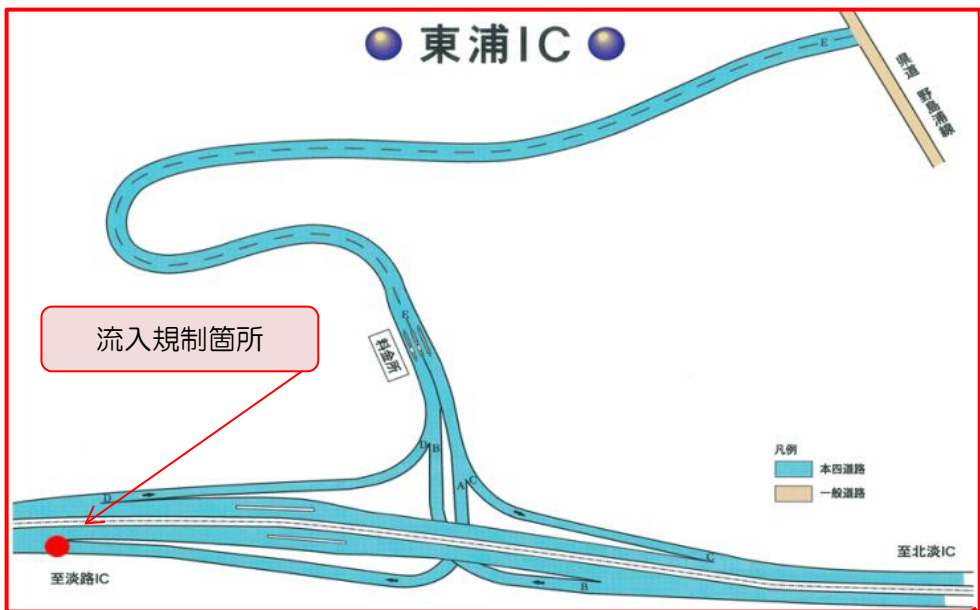 東浦IC
E
県道 野島浦線
流入規制箇所
E
料金所
D
B
A
C
凡例
本四道路
一般道路
D
C
B
至北淡IC
至淡路IC